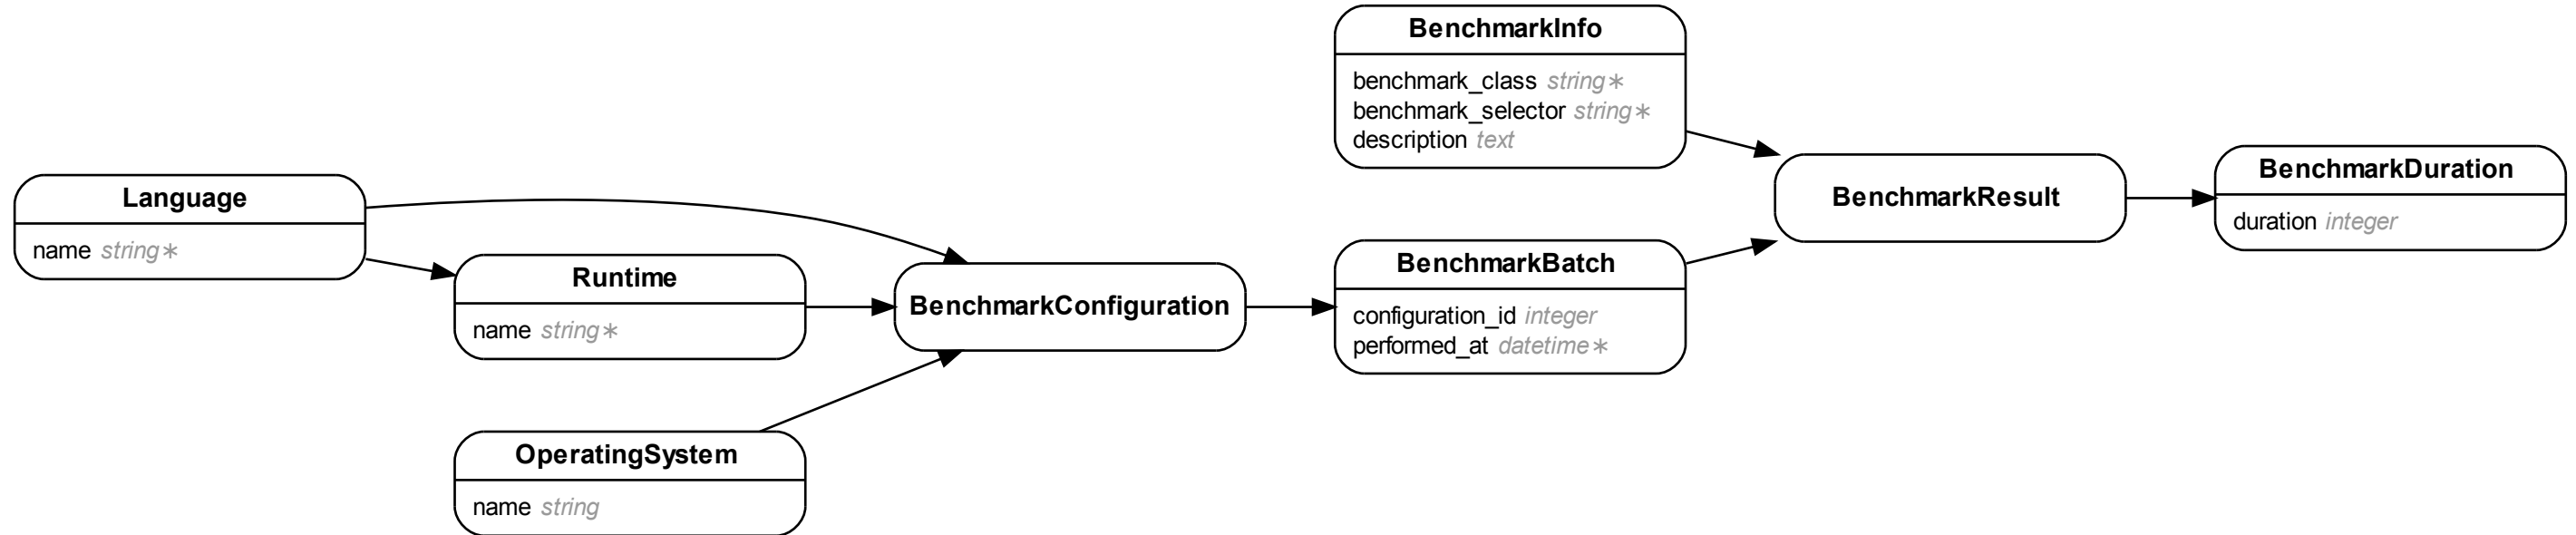 BenchmarkInfo
benchmark_class string∗
benchmark_selector string∗
description text
Language
name string∗
Runtime
name string∗
OperatingSystem
name string
BenchmarkConfiguration
BenchmarkBatch
configuration_id integer
performed_at datetime∗
BenchmarkResult
BenchmarkDuration
duration integer